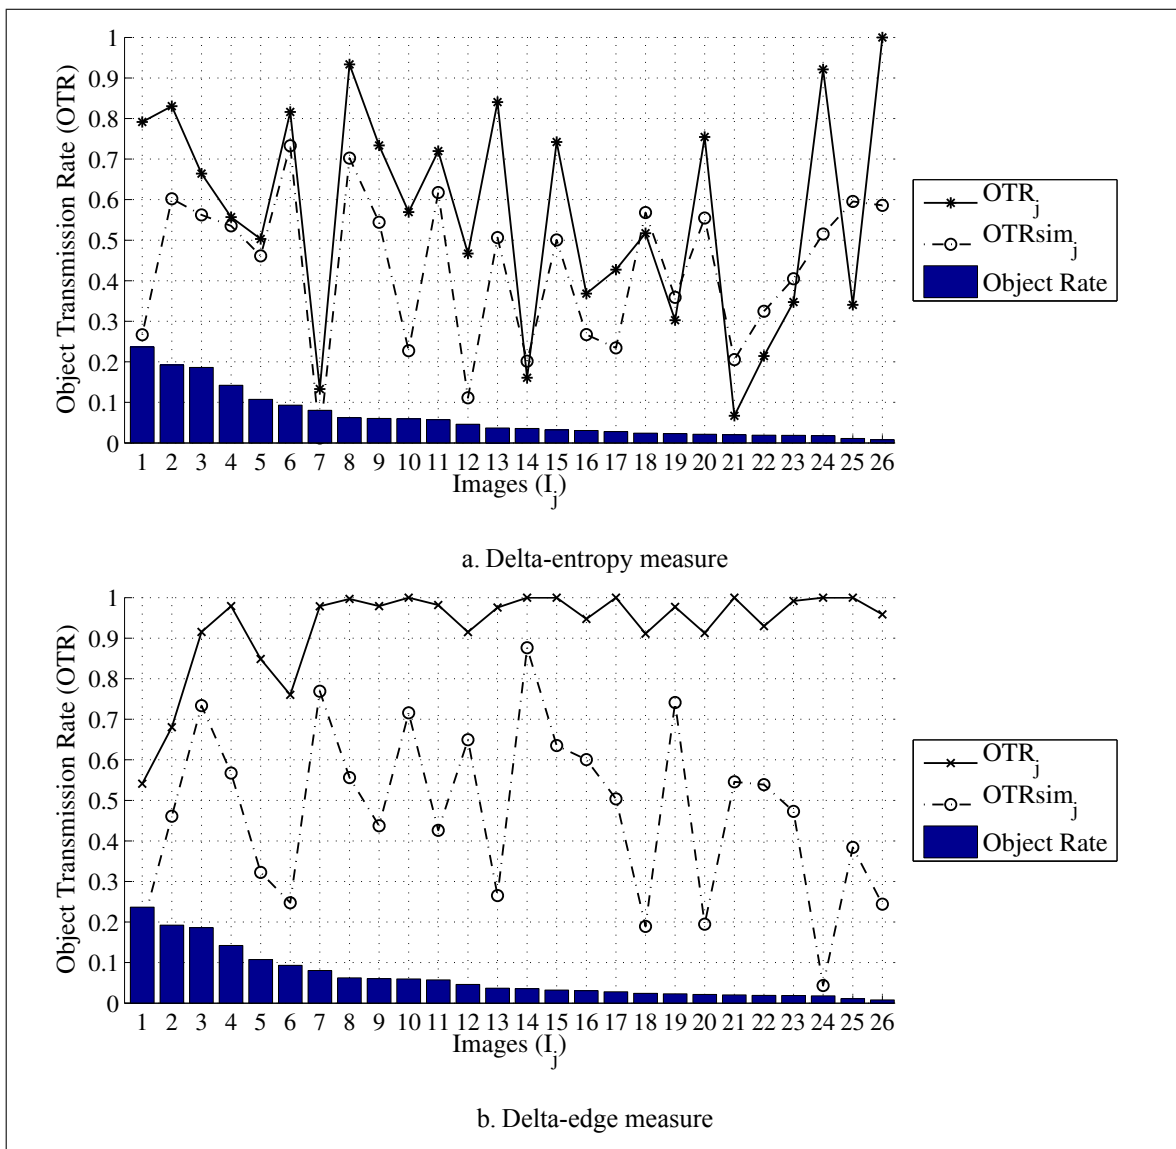 Object Transmission Rate (OTR)
1
0.9
0.8
0.7
0.6
0.5
0.4
0.3
0.2
0.1
0
1 2 3 4 5 6 7 8 9 10 11 12 13 14 15 16 17 18 19 20 21 22 23 24 25 26
Images (I_j)
OTR_j
OTRsim_j
Object Rate
a. Delta-entropy measure
Object Transmission Rate (OTR)
1
0.9
0.8
0.7
0.6
0.5
0.4
0.3
0.2
0.1
0
1 2 3 4 5 6 7 8 9 10 11 12 13 14 15 16 17 18 19 20 21 22 23 24 25 26
Images (I_j)
OTR_j
OTRsim_j
Object Rate
b. Delta-edge measure